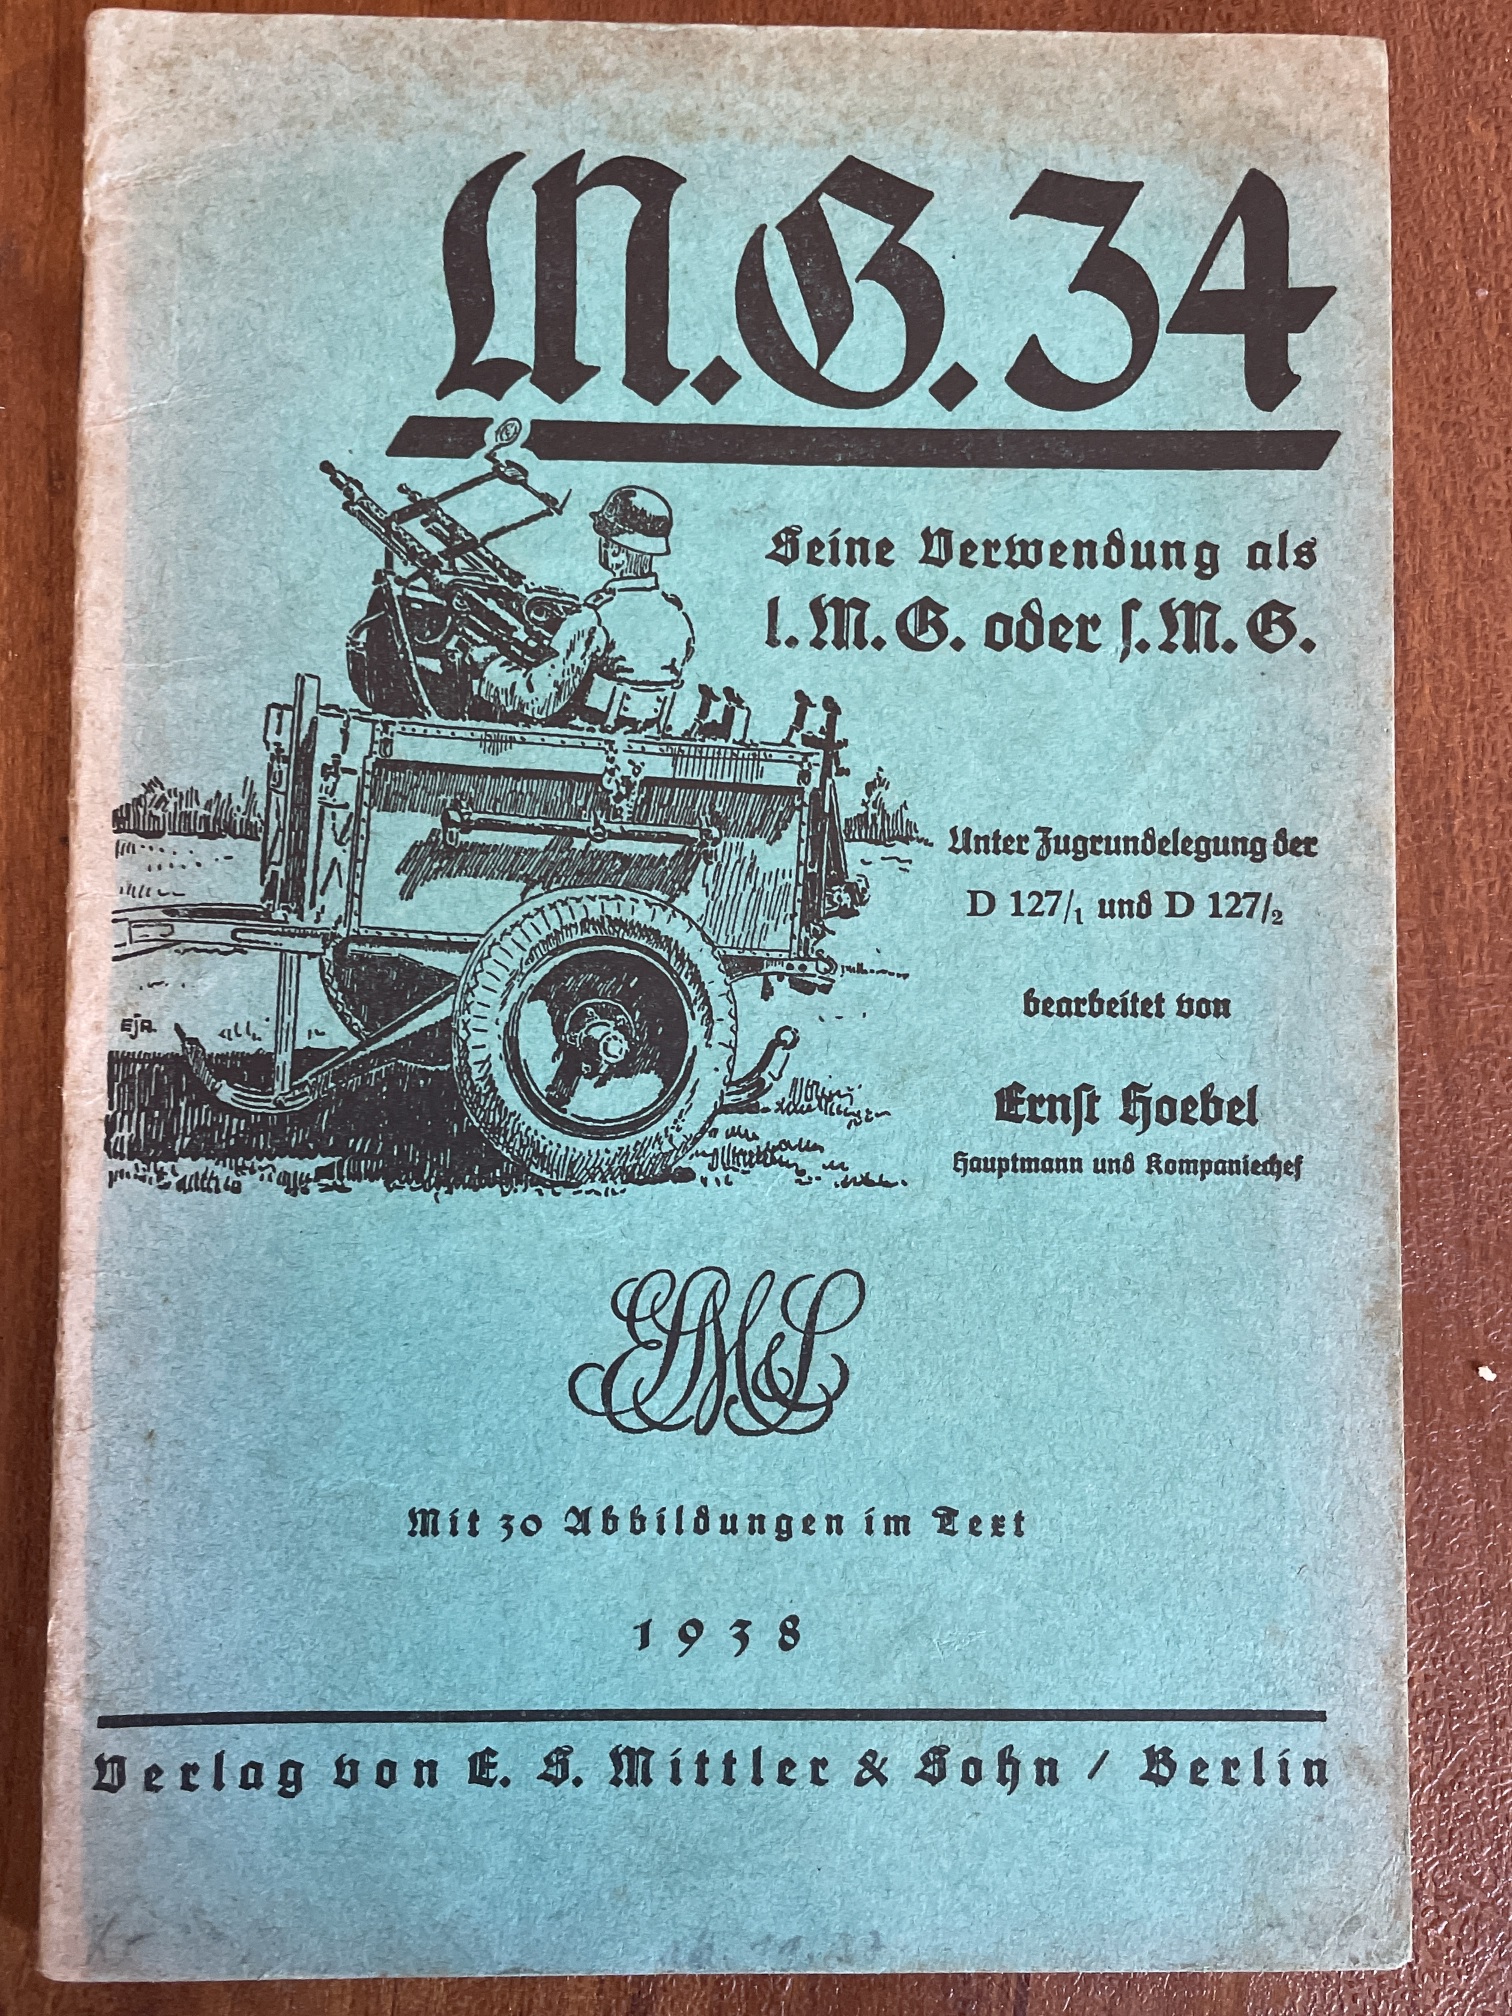 M.G.34
Seine Verwendung als
l.M.G. oder s.M.G.
Unter Zugrundelegung der
D 127/1 und D 127/2
bearbeitet von
Ernst Hoebel
Hauptmann und Kompaniechef
EJR.
ESM&S
Mit 30 Abbildungen im Text
1938
Verlag von E. S. Mittler & Sohn / Berlin